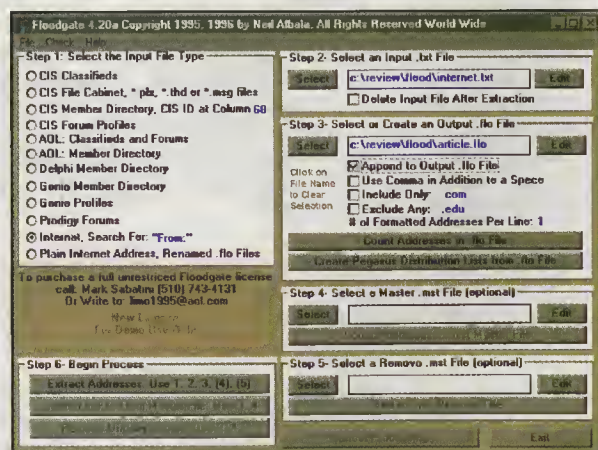 Floodgate 4.20a Copyright 1995, 1996 by Neil Albala, All Rights Reserved World Wide
File Check Help
Step 1: Select the Input File Type
CIS Classifieds
CIS File Cabinet, *.plx, *.thd or *.msg files
CIS Member Directory, CIS ID at Column 68
CIS Forum Profiles
AOL: Classifieds and Forums
AOL: Member Directory
Delphi Member Directory
Genie Member Directory
Genie Profiles
Prodigy Forums
Internet, Search For: "From:"
Plain Internet Address, Renamed .flo Files
To purchase a full unrestriced Floodgate license
call: Mark Sabatini (510) 743-4131
Or Write to: limo1995@aol.com
New License
For Demo Use Only
Step 6- Begin Process
Extract Addresses, Use 1, 2, 3, (4), (5)
Step 2- Select an Input .txt File
Select c:\review\flood\internet.txt Edit
Delete Input File After Extraction
Step 3- Select or Create an Output .flo File
Select c:\review\flood\article.flo Edit
Click on File Name to Clear Selection
Append to Output .flo File
Use Comma in Addition to a Space
Include Only: .com
Exclude Any: .edu
# of Formatted Addresses Per Line: 1
Count Addresses in .flo File
Create Pegasus Distribution Lists from .flo File
Step 4- Select a Master .mst File (optional)
Select Edit
Step 5- Select a Remove .mst File (optional)
Select Edit
Exit